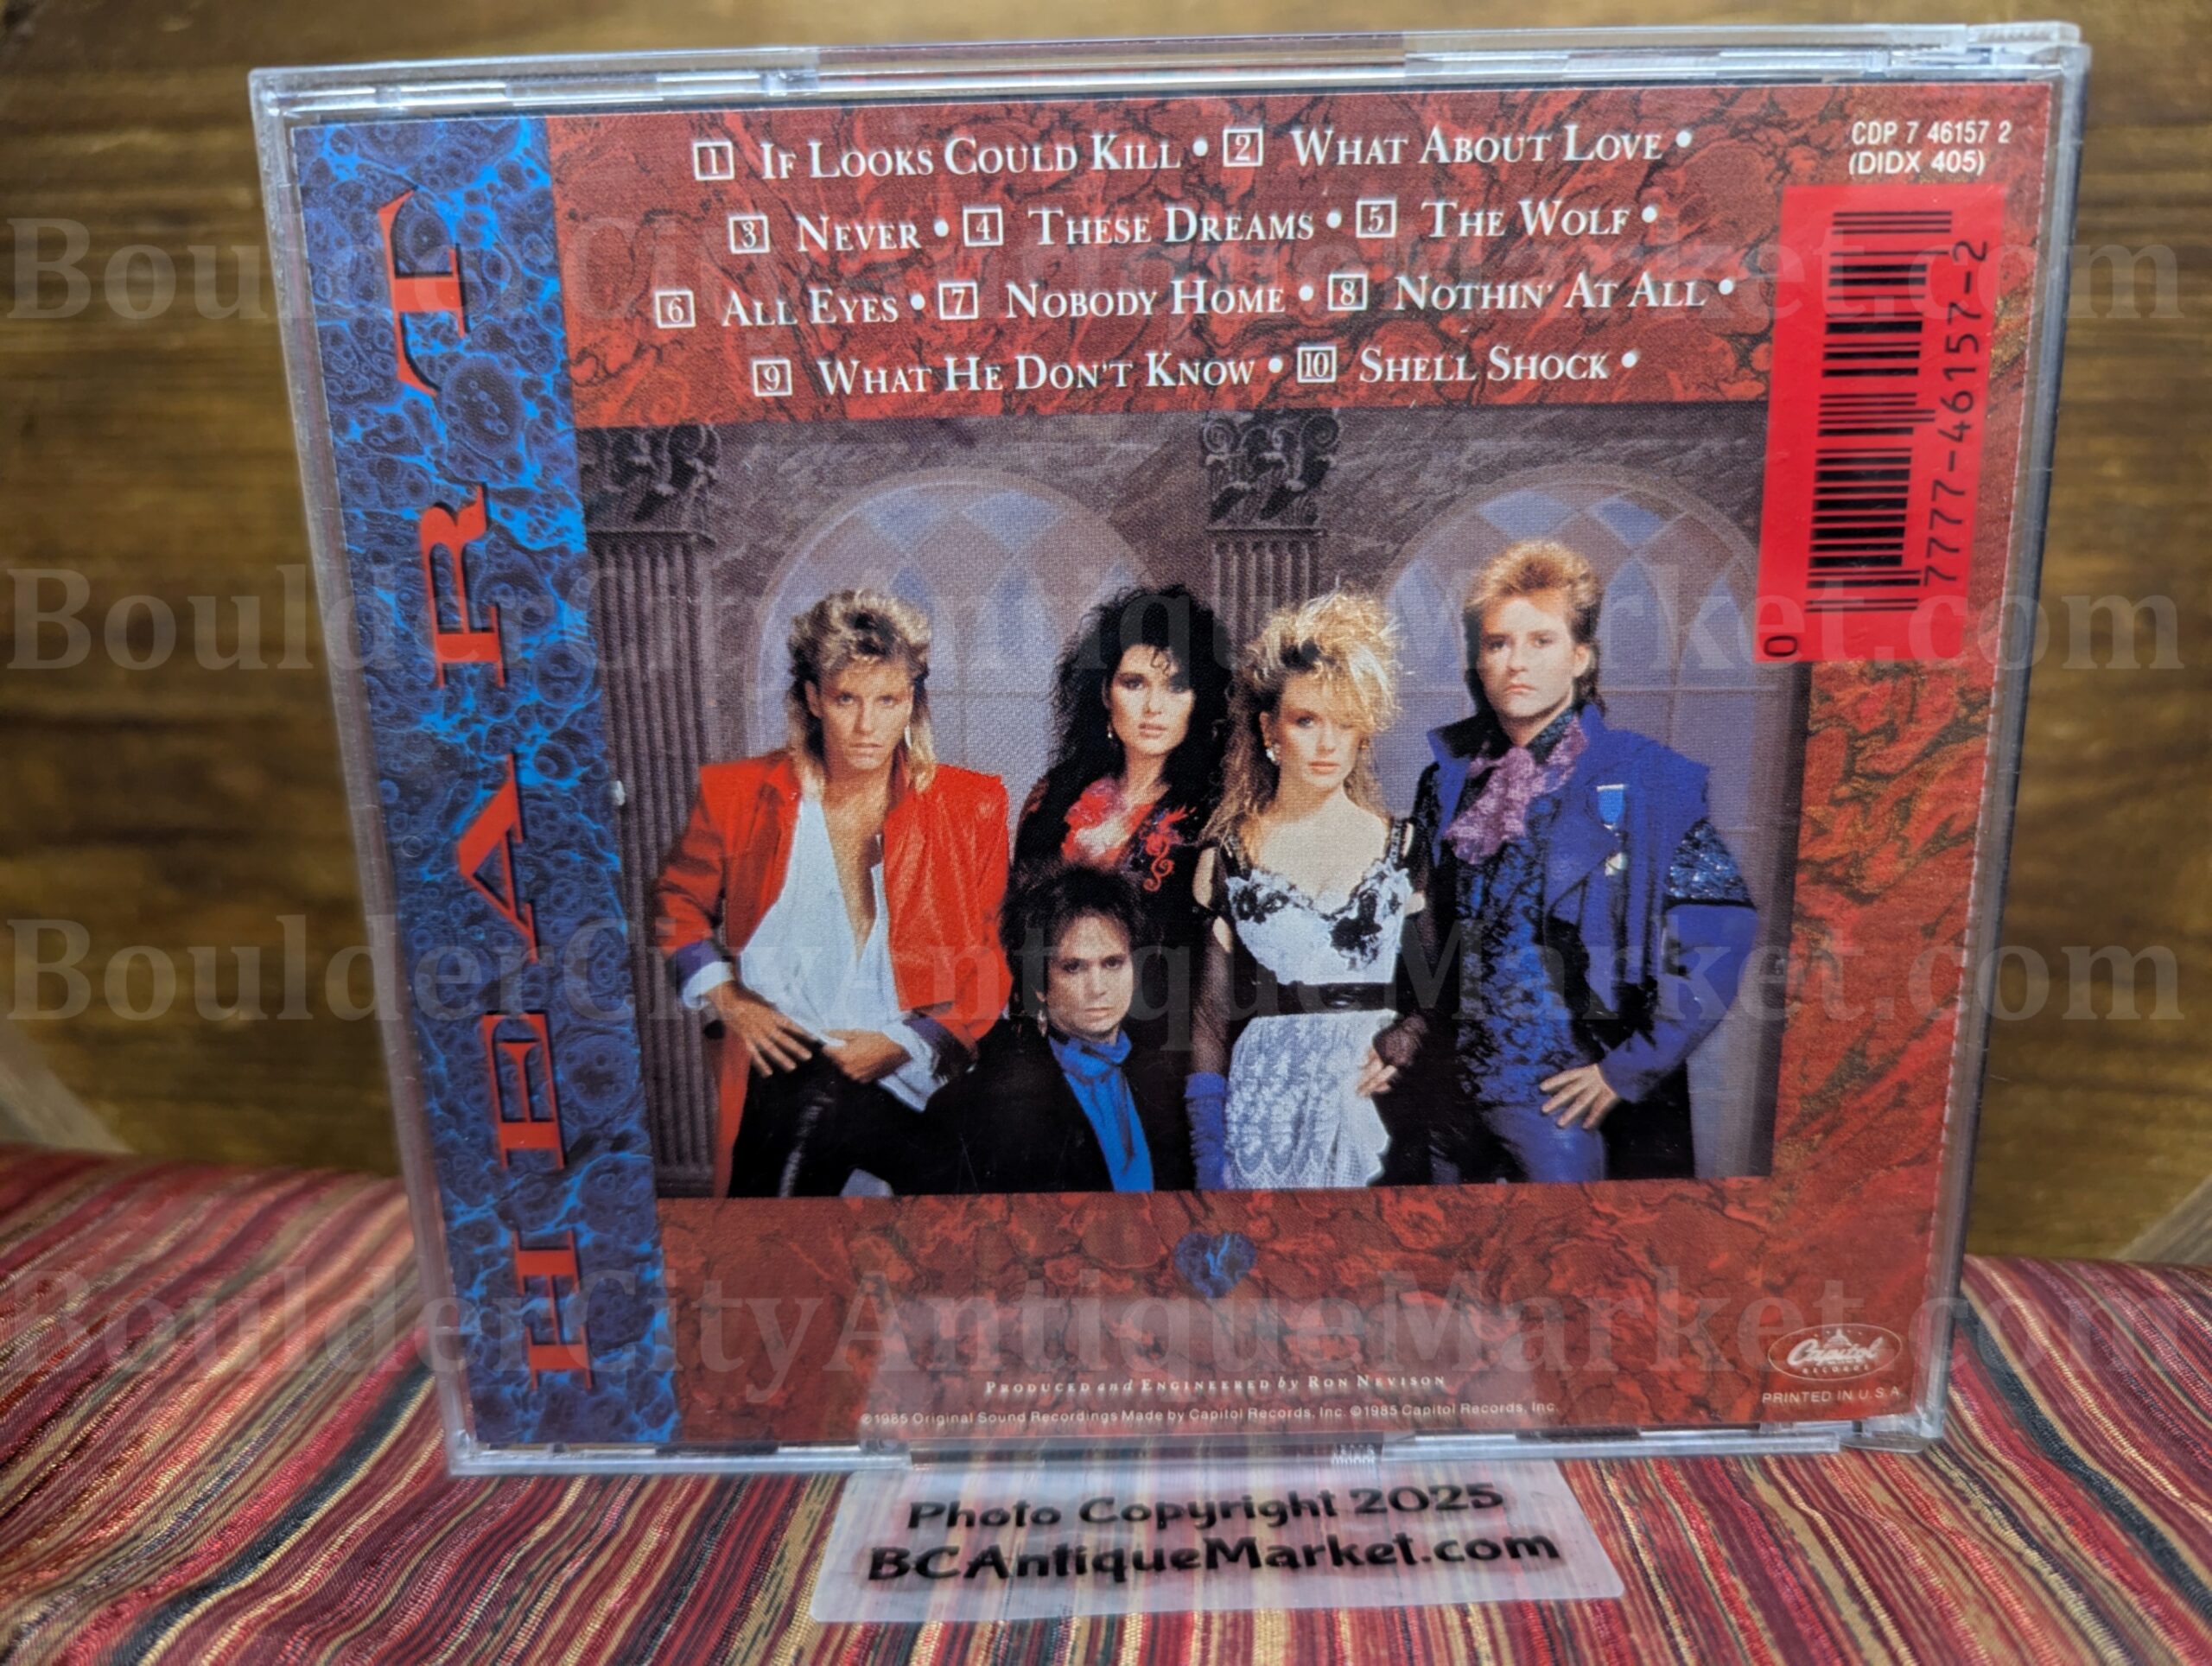 HEART
1 IF LOOKS COULD KILL • 2 WHAT ABOUT LOVE •
3 NEVER • 4 THESE DREAMS • 5 THE WOLF •
6 ALL EYES • 7 NOBODY HOME • 8 NOTHIN' AT ALL •
9 WHAT HE DON'T KNOW • 10 SHELL SHOCK •
CDP 7 46157 2
(DIDX 405)
0 7777-46157-2
PRODUCED and ENGINEERED by RON NEVISON
℗1985 Original Sound Recordings Made by Capitol Records, Inc. ©1985 Capitol Records, Inc.
Capitol
RECORDS
PRINTED IN U.S.A.
Photo Copyright 2025
BCAntiqueMarket.com
BoulderCityAntiqueMarket.com
BoulderCityAntiqueMarket.com
BoulderCityAntiqueMarket.com
BoulderCityAntiqueMarket.com